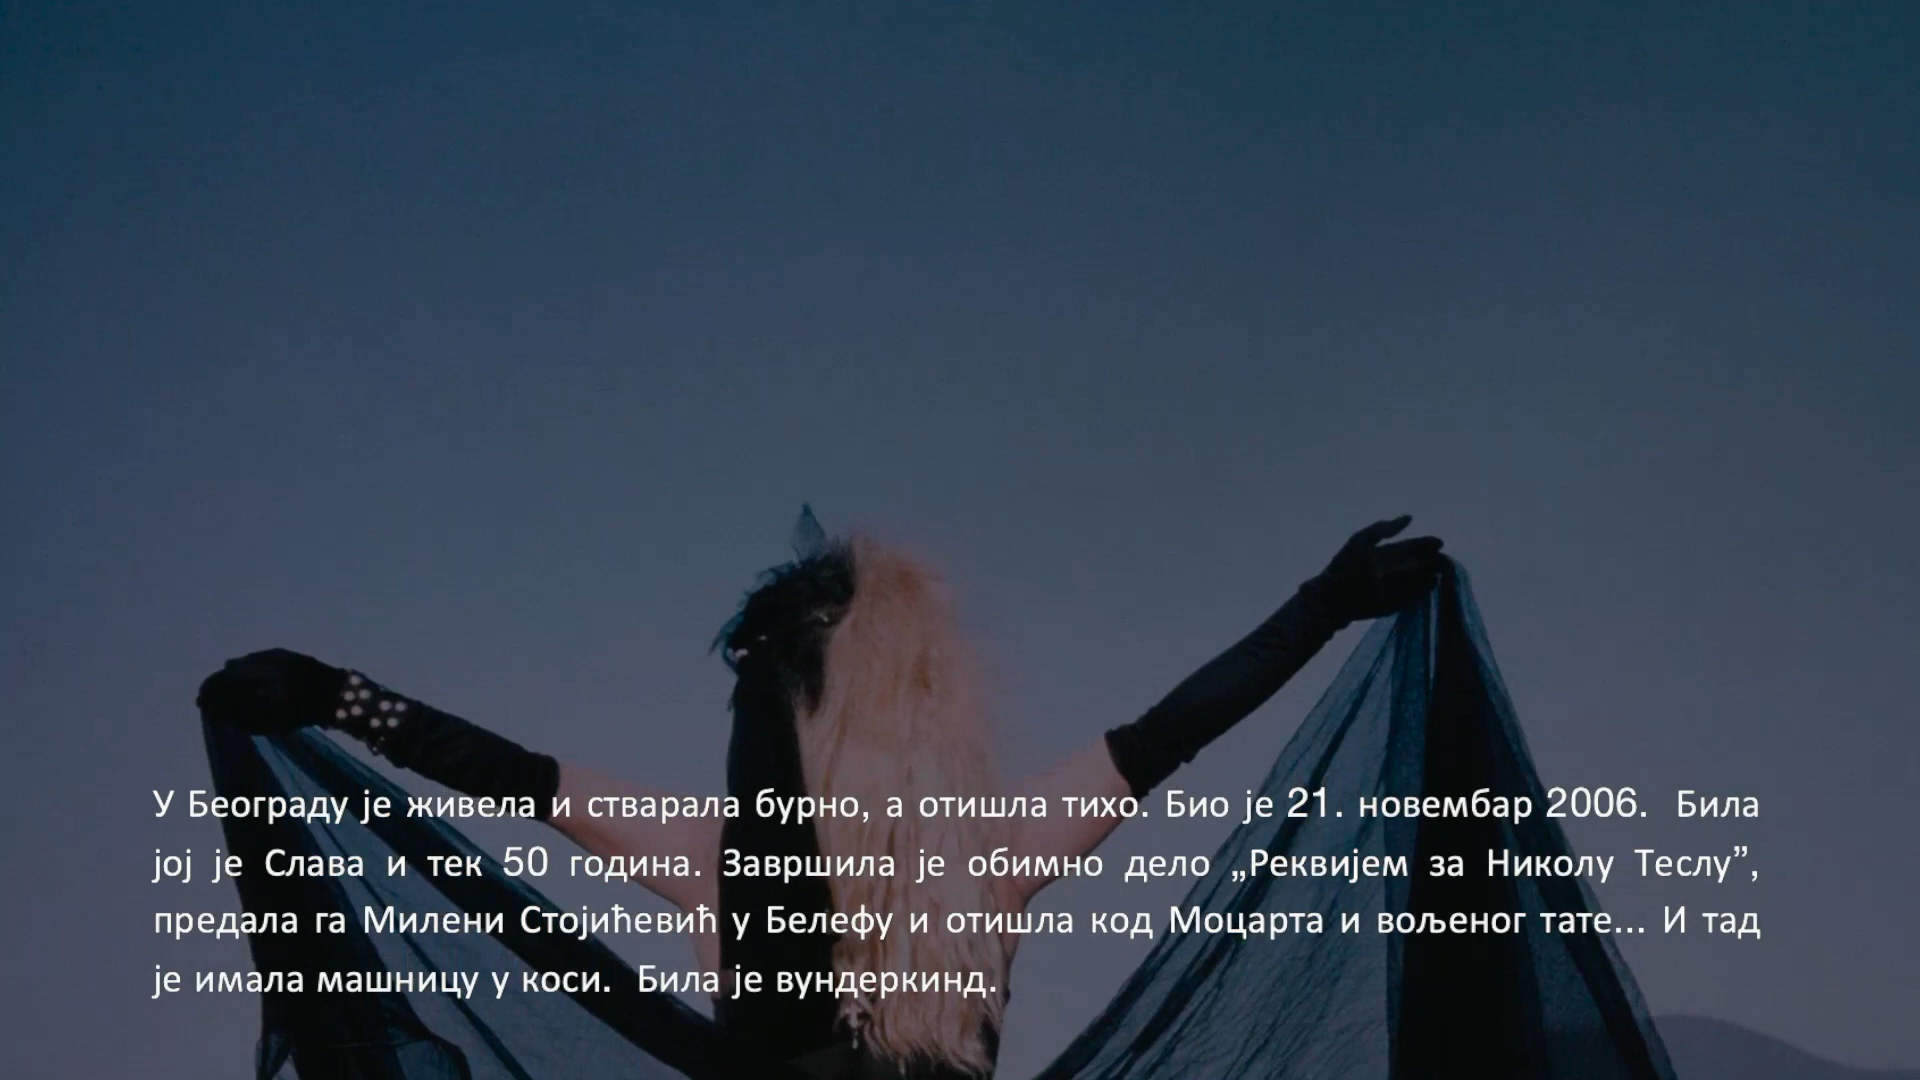 У Београду је живела и стварала бурно, а отишла тихо. Био је 21. новембар 2006. Била
јој је Слава и тек 50 година. Завршила је обимно дело „Реквијем за Николу Теслу”,
предала га Милени Стојићевић у Белефу и отишла код Моцарта и вољеног тате... И тад
је имала машницу у коси. Била је вундеркинд.